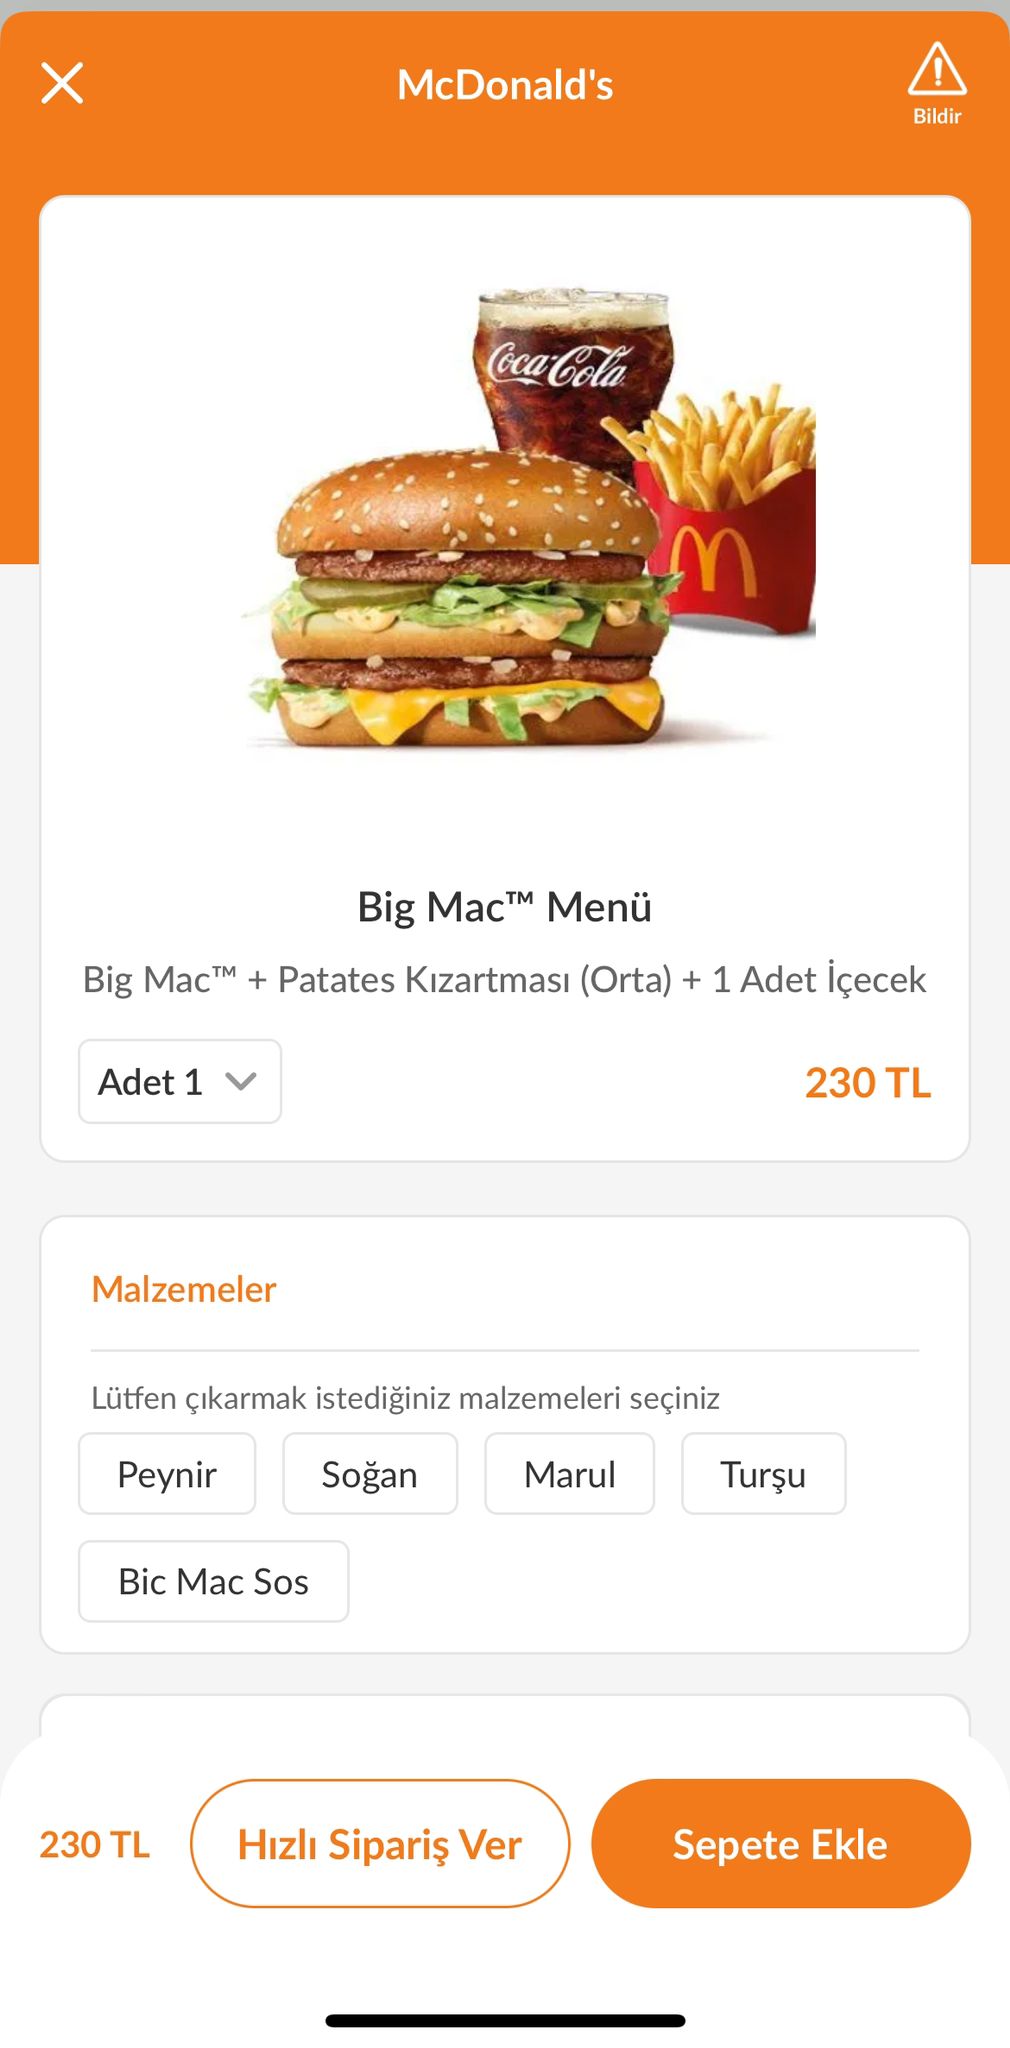 McDonald's
Bildir
Coca-Cola
Big Mac™ Menü
Big Mac™ + Patates Kızartması (Orta) + 1 Adet İçecek
Adet 1
230 TL
Malzemeler
Lütfen çıkarmak istediğiniz malzemeleri seçiniz
Peynir
Soğan
Marul
Turşu
Bic Mac Sos
230 TL
Hızlı Sipariş Ver
Sepete Ekle